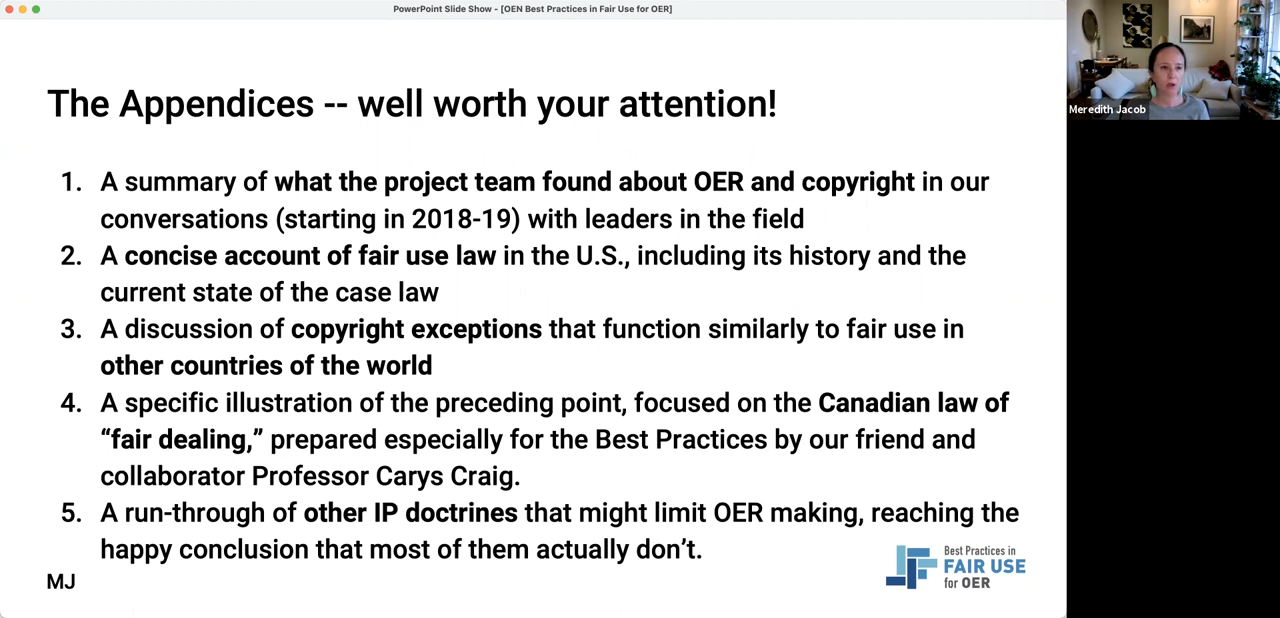 PowerPoint Slide Show - [OEN Best Practices in Fair Use for OER]
The Appendices -- well worth your attention!
1. A summary of what the project team found about OER and copyright in our
conversations (starting in 2018-19) with leaders in the field
2. A concise account of fair use law in the U.S., including its history and the
current state of the case law
3. A discussion of copyright exceptions that function similarly to fair use in
other countries of the world
4. A specific illustration of the preceding point, focused on the Canadian law of
“fair dealing,” prepared especially for the Best Practices by our friend and
collaborator Professor Carys Craig.
5. A run-through of other IP doctrines that might limit OER making, reaching the
happy conclusion that most of them actually don’t.
MJ
Best Practices in
FAIR USE
for OER
Meredith Jacob